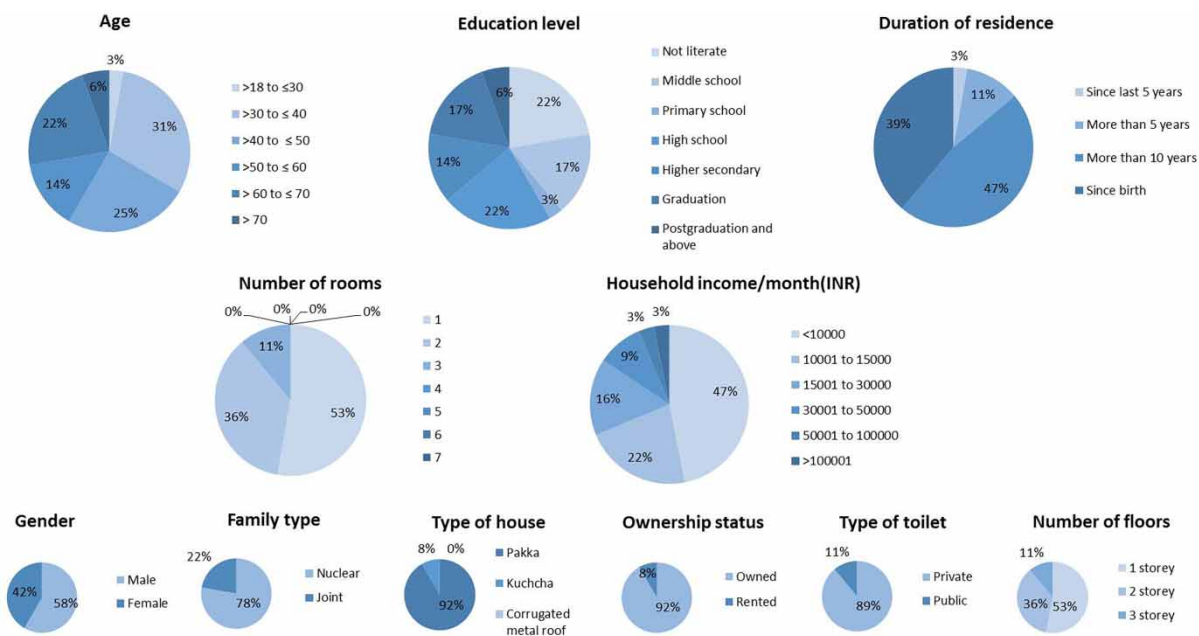 Age
3%
31%
25%
14%
22%
6%
>18 to ≤30
>30 to ≤ 40
>40 to ≤ 50
>50 to ≤ 60
> 60 to ≤ 70
> 70
Education level
22%
17%
3%
22%
14%
17%
6%
Not literate
Middle school
Primary school
High school
Higher secondary
Graduation
Postgraduation and
above
Duration of residence
3%
11%
47%
39%
Since last 5 years
More than 5 years
More than 10 years
Since birth
Number of rooms
0%
0%
0%
0%
11%
36%
53%
1
2
3
4
5
6
7
Household income/month(INR)
3%
3%
9%
16%
22%
47%
<10000
10001 to 15000
15001 to 30000
30001 to 50000
50001 to 100000
>100001
Gender
42%
58%
Male
Female
Family type
22%
78%
Nuclear
Joint
Type of house
8%
0%
92%
Pakka
Kuchcha
Corrugated
metal roof
Ownership status
8%
92%
Owned
Rented
Type of toilet
11%
89%
Private
Public
Number of floors
11%
36%
53%
1 storey
2 storey
3 storey